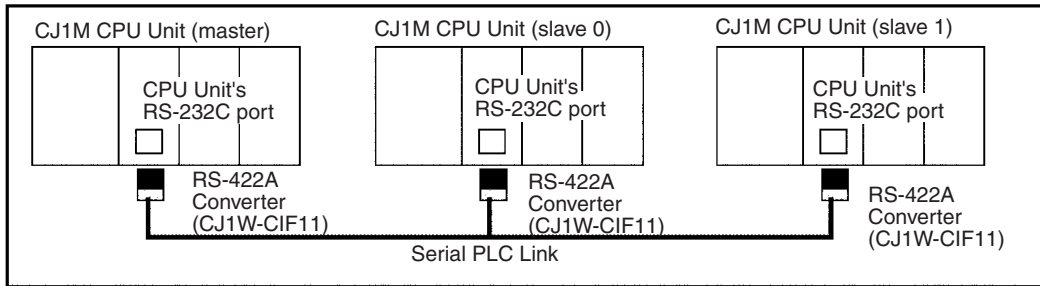 CJ1M CPU Unit (master)
CJ1M CPU Unit (slave 0)
CJ1M CPU Unit (slave 1)
CPU Unit's
RS-232C port
CPU Unit's
RS-232C port
CPU Unit's
RS-232C port
RS-422A
Converter
(CJ1W-CIF11)
RS-422A
Converter
(CJ1W-CIF11)
RS-422A
Converter
(CJ1W-CIF11)
Serial PLC Link